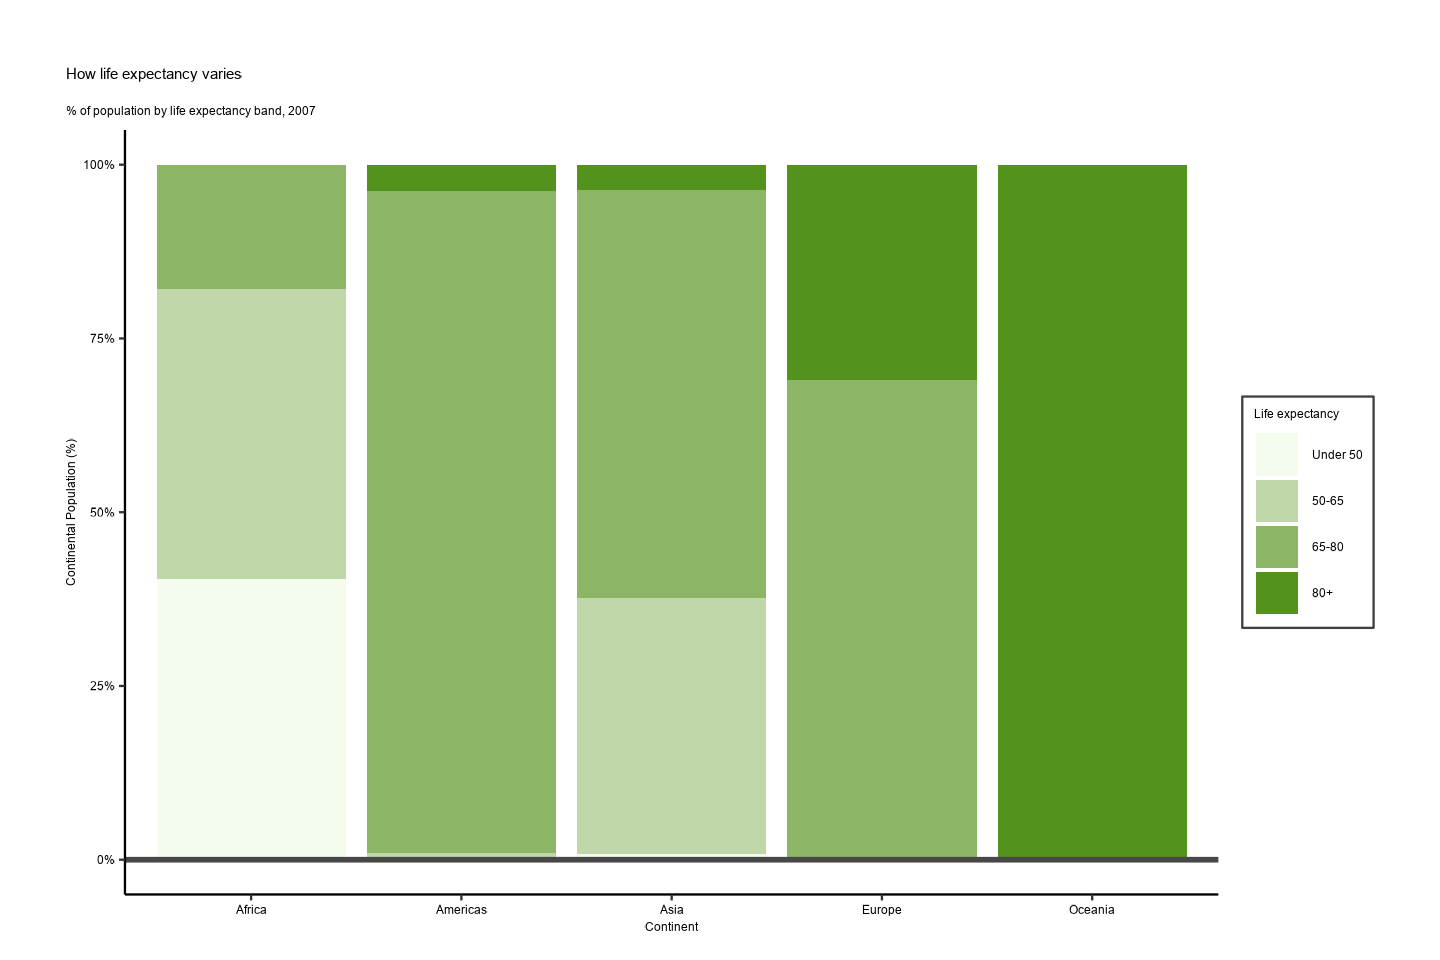 How life expectancy varies
% of population by life expectancy band, 2007
100%
75%
50%
25%
0%
Continental Population (%)
Africa
Americas
Asia
Europe
Oceania
Continent
Life expectancy
Under 50
50-65
65-80
80+